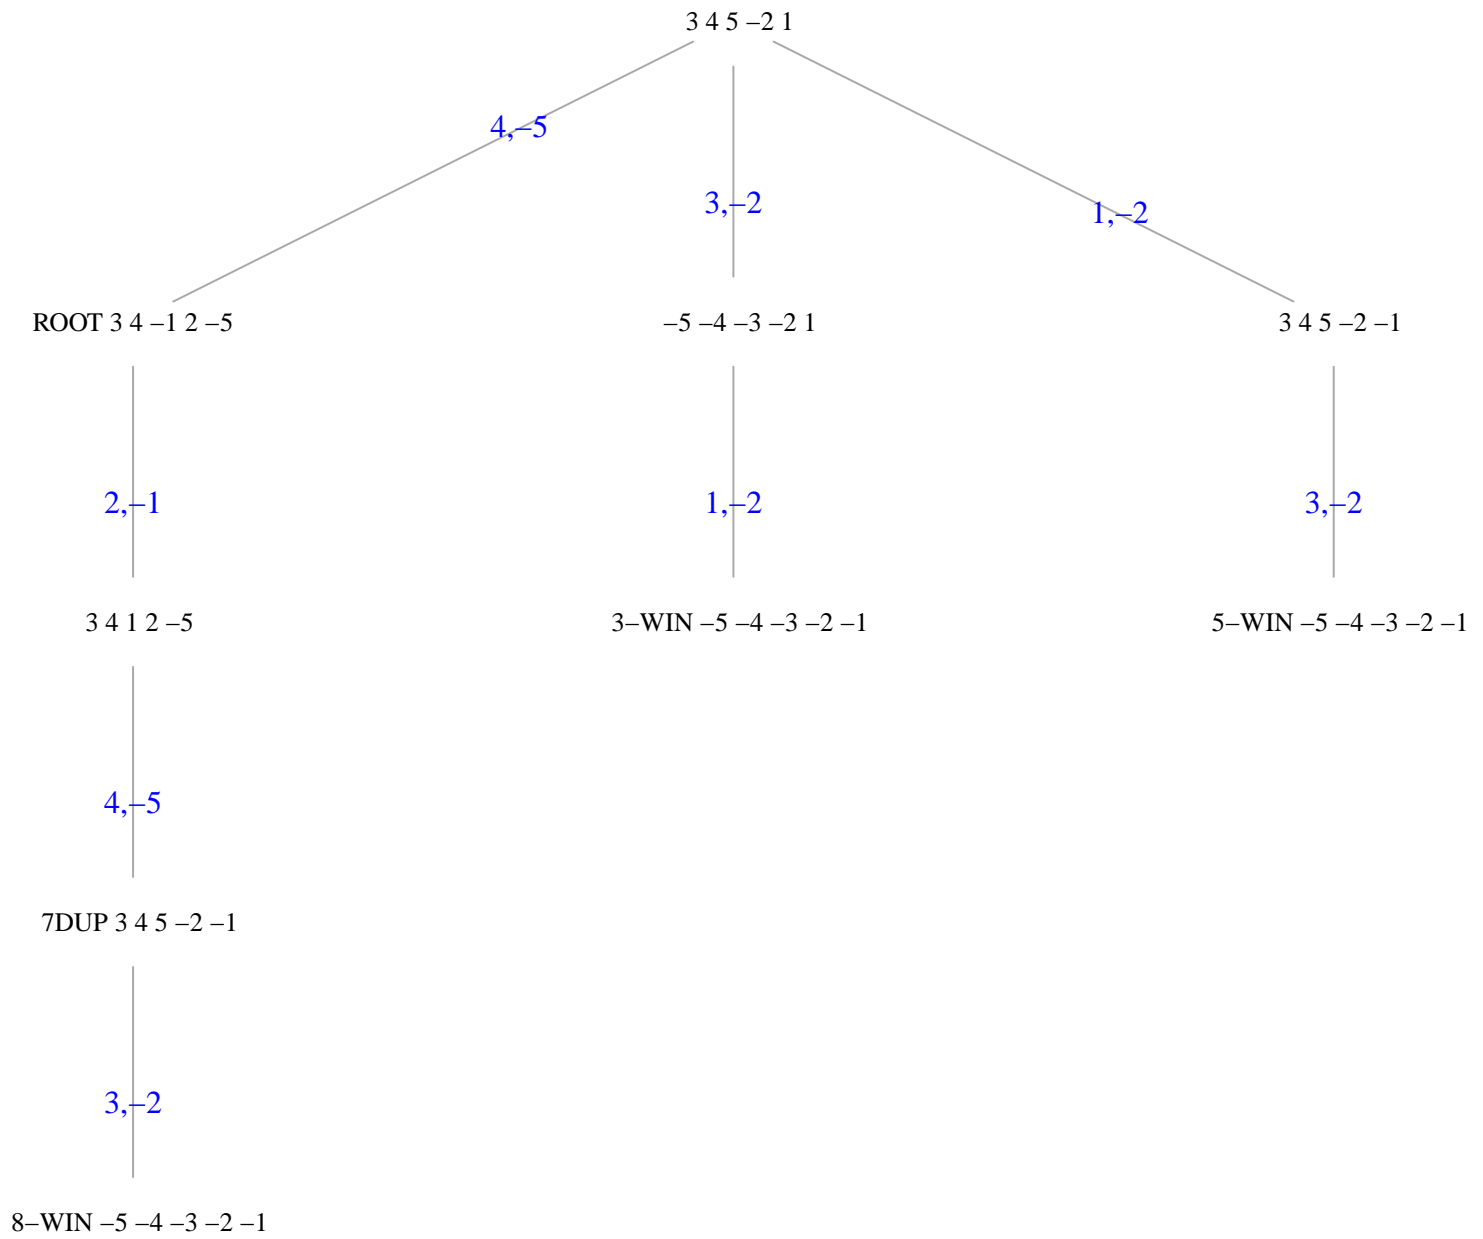 3 4 5 –2 1
4,–5
3,–2
1,–2
ROOT 3 4 –1 2 –5
–5 –4 –3 –2 1
3 4 5 –2 –1
2,–1
1,–2
3,–2
3 4 1 2 –5
3–WIN –5 –4 –3 –2 –1
5–WIN –5 –4 –3 –2 –1
4,–5
7DUP 3 4 5 –2 –1
3,–2
8–WIN –5 –4 –3 –2 –1